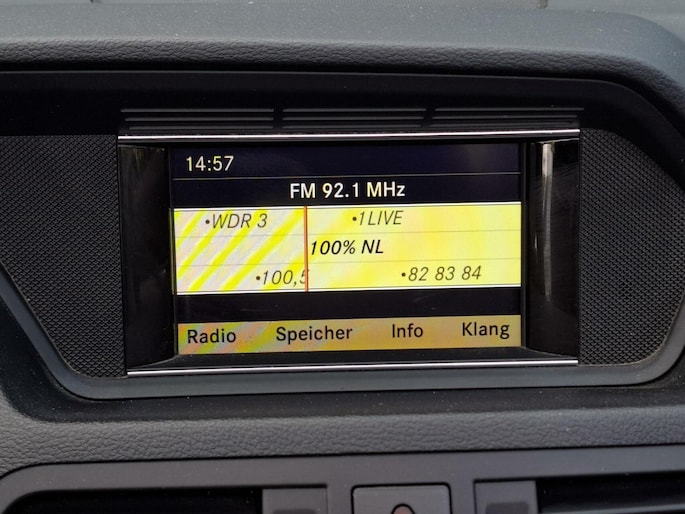 14:57
FM 92.1 MHz
•WDR 3 •1LIVE
100% NL
•100,5 •82 83 84
Radio Speicher Info Klang